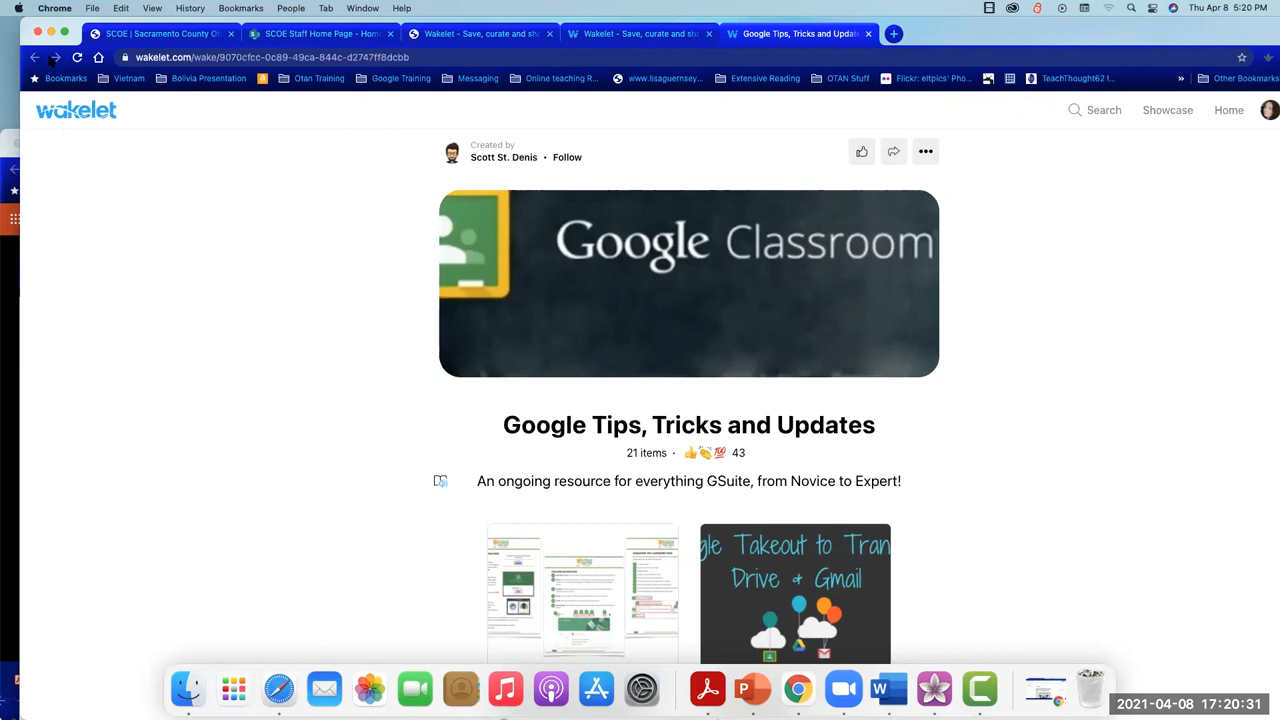 Chrome File Edit View History Bookmarks People Tab Window Help Thu Apr 8 5:20 PM
SCOE | Sacramento County O SCOE Staff Home Page - Hom Wakelet - Save, curate and sha Wakelet - Save, curate and sh Google Tips, Tricks and Updat
wakelet.com/wake/9070cfcc-0c89-49ca-844c-d2747ff8dcbb
Bookmarks Vietnam Bolivia Presentation Otan Training Google Training Messaging Online teaching R... www.lisaguernsey... Extensive Reading OTAN Stuff Flickr: eltpics' Pho... TeachThought62 t... » Other Bookmarks
wakelet Search Showcase Home
Created by
Scott St. Denis · Follow
Google Classroom
Google Tips, Tricks and Updates
21 items · 👍👏💯 43
An ongoing resource for everything GSuite, from Novice to Expert!
gle Takeout to Tran
Drive & Gmail
2021-04-08 17:20:31